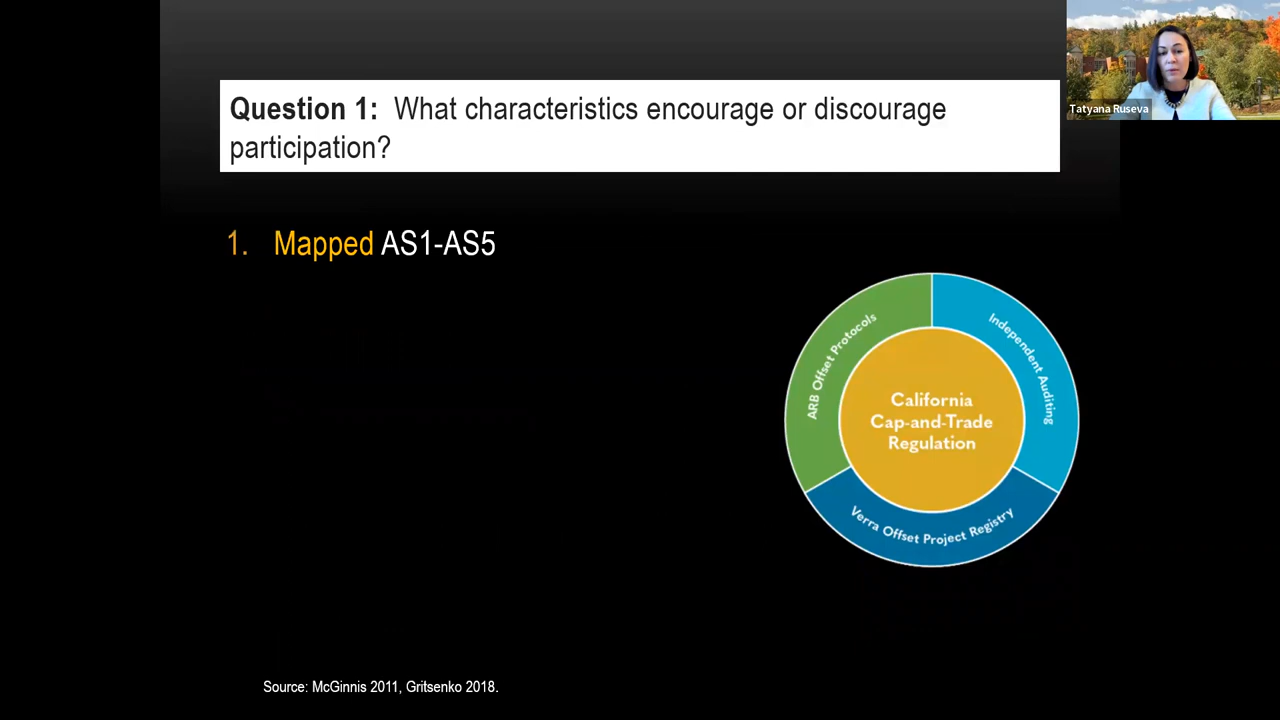 Tatyana Ruseva
Question 1: What characteristics encourage or discourage
participation?
1. Mapped AS1-AS5
ARB Offset Protocols
Independent Auditing
California
Cap-and-Trade
Regulation
Verra Offset Project Registry
Source: McGinnis 2011, Gritsenko 2018.